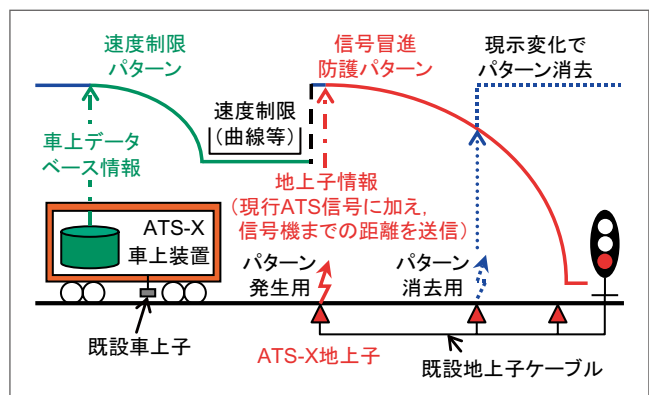 速度制限
パターン
信号冒進
防護パターン
現示変化で
パターン消去
車上データ
ベース情報
速度制限
(曲線等)
地上子情報
(現行ATS信号に加え,
信号機までの距離を送信)
ATS-X
車上装置
パターン
発生用
パターン
消去用
既設車上子
ATS-X地上子
既設地上子ケーブル